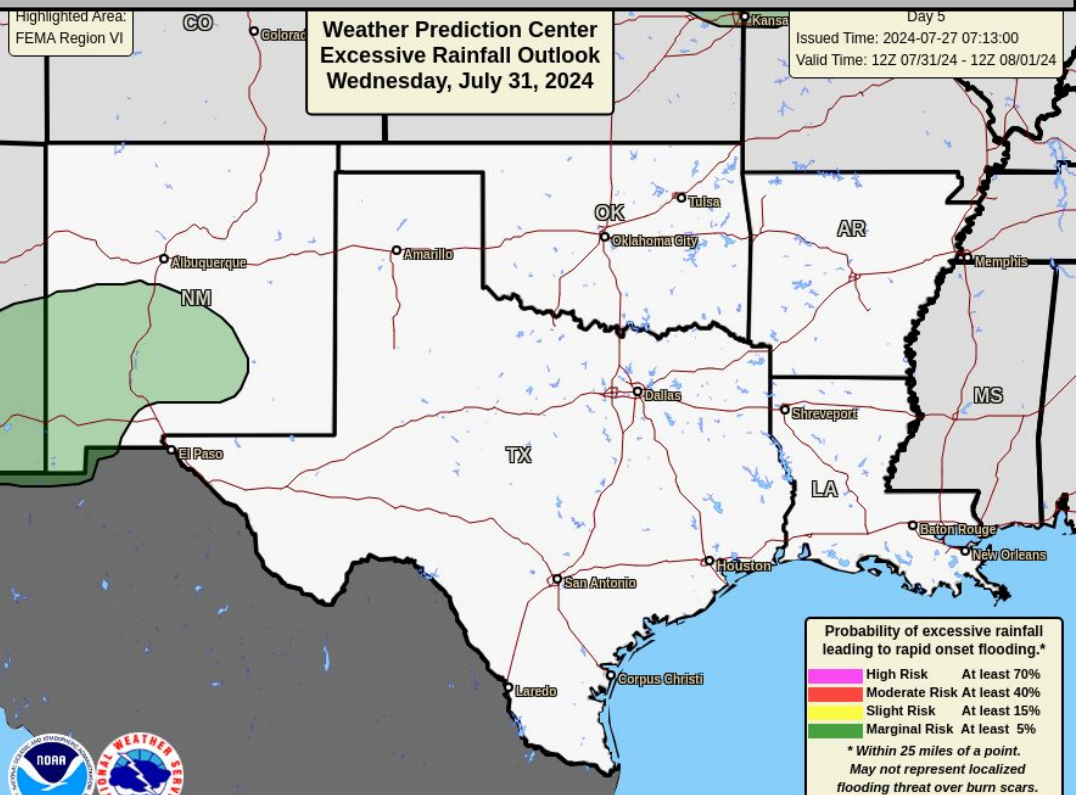 Highlighted Area:
FEMA Region VI
CO
Colorad
Weather Prediction Center
Excessive Rainfall Outlook
Wednesday, July 31, 2024
Kansa
Day 5
Issued Time: 2024-07-27 07:13:00
Valid Time: 12Z 07/31/24 - 12Z 08/01/24
Tulsa
OK
AR
Oklahoma City
Amarillo
Albuquerque
Memphis
NM
Dallas
MS
Shreveport
El Paso
TX
LA
Baton Rouge
New Orleans
Houston
San Antonio
Corpus Christi
Laredo
Probability of excessive rainfall
leading to rapid onset flooding.*
High Risk At least 70%
Moderate Risk At least 40%
Slight Risk At least 15%
Marginal Risk At least 5%
* Within 25 miles of a point.
May not represent localized
flooding threat over burn scars.
NOAA
NATIONAL WEATHER SERV